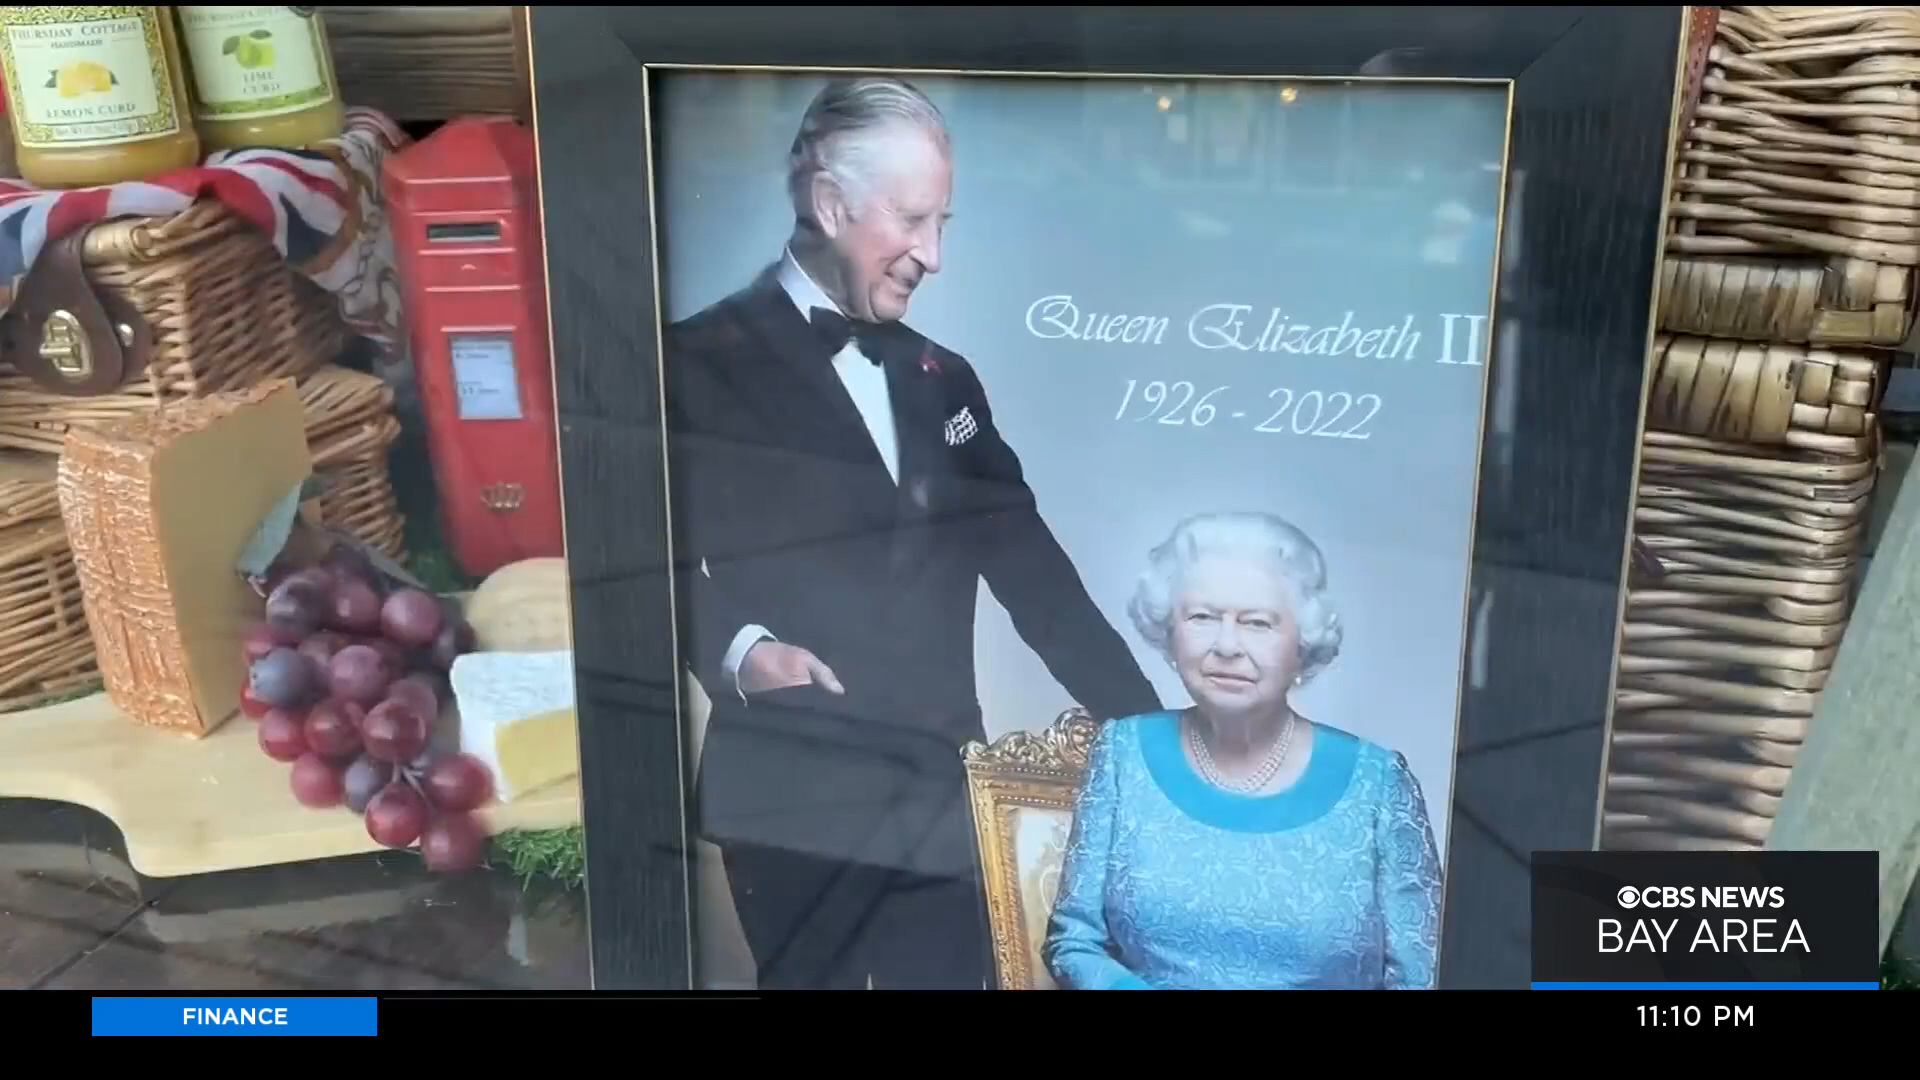 THURSDAY COTTAGE
HANDMADE
LEMON CURD
LIME
CURD
Queen Elizabeth II
1926 - 2022
CBS NEWS
BAY AREA
FINANCE
11:10 PM